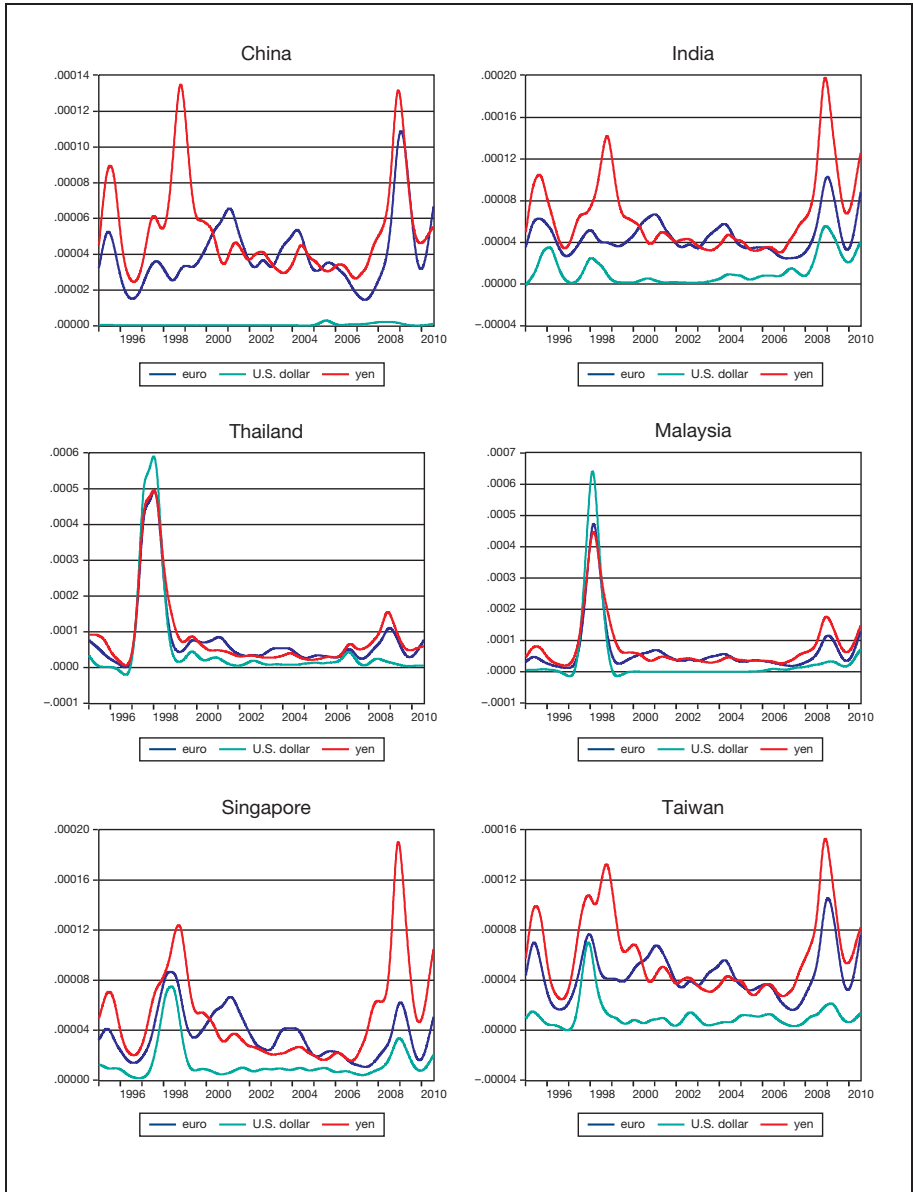 China
.00014
.00012
.00010
.00008
.00006
.00004
.00002
.00000
1996 1998 2000 2002 2004 2006 2008 2010
euro U.S. dollar yen
India
.00020
.00016
.00012
.00008
.00004
.00000
–.00004
1996 1998 2000 2002 2004 2006 2008 2010
euro U.S. dollar yen
Thailand
.0006
.0005
.0004
.0003
.0002
.0001
.0000
–.0001
1996 1998 2000 2002 2004 2006 2008 2010
euro U.S. dollar yen
Malaysia
.0007
.0006
.0005
.0004
.0003
.0002
.0001
.0000
–.0001
1996 1998 2000 2002 2004 2006 2008 2010
euro U.S. dollar yen
Singapore
.00020
.00016
.00012
.00008
.00004
.00000
1996 1998 2000 2002 2004 2006 2008 2010
euro U.S. dollar yen
Taiwan
.00016
.00012
.00008
.00004
.00000
–.00004
1996 1998 2000 2002 2004 2006 2008 2010
euro U.S. dollar yen